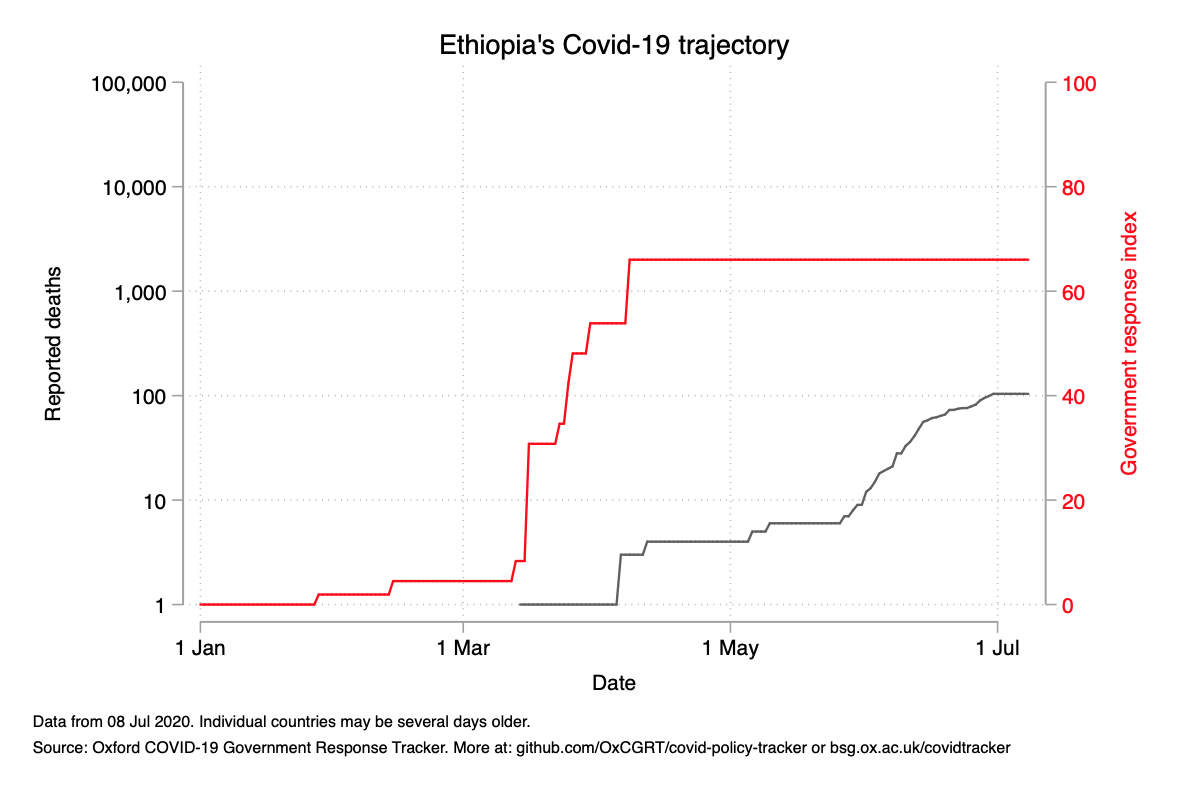 Ethiopia's Covid-19 trajectory
100,000
10,000
1,000
100
10
1
Reported deaths
100
80
60
40
20
0
Government response index
1 Jan
1 Mar
1 May
1 Jul
Date
Data from 08 Jul 2020. Individual countries may be several days older.
Source: Oxford COVID-19 Government Response Tracker. More at: github.com/OxCGRT/covid-policy-tracker or bsg.ox.ac.uk/covidtracker